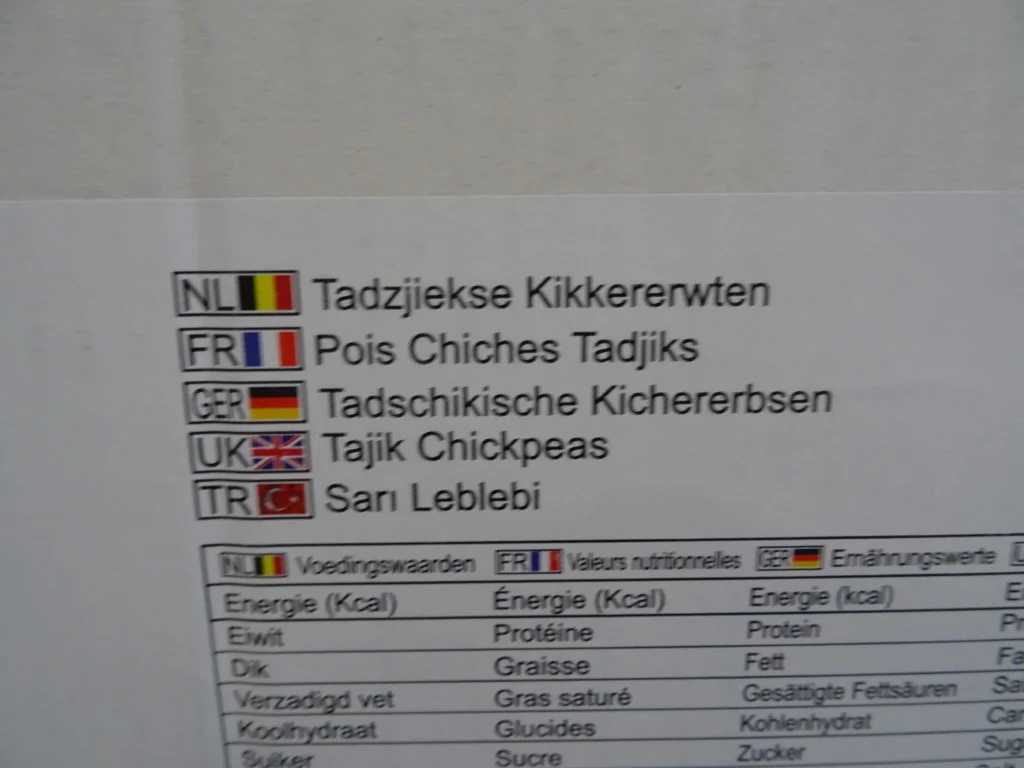 NL Tadzjiekse Kikkererwten
FR Pois Chiches Tadjiks
GER Tadschikische Kichererbsen
UK Tajik Chickpeas
TR Sarı Leblebi
NL Voedingswaarden FR Valeurs nutritionnelles GER Ernährungswerte
Energie (Kcal) Énergie (Kcal) Energie (kcal)
Eiwit Protéine Protein
Dik Graisse Fett
Verzadigd vet Gras saturé Gesättigte Fettsäuren
Koolhydraat Glucides Kohlenhydrat
Suiker Sucre Zucker